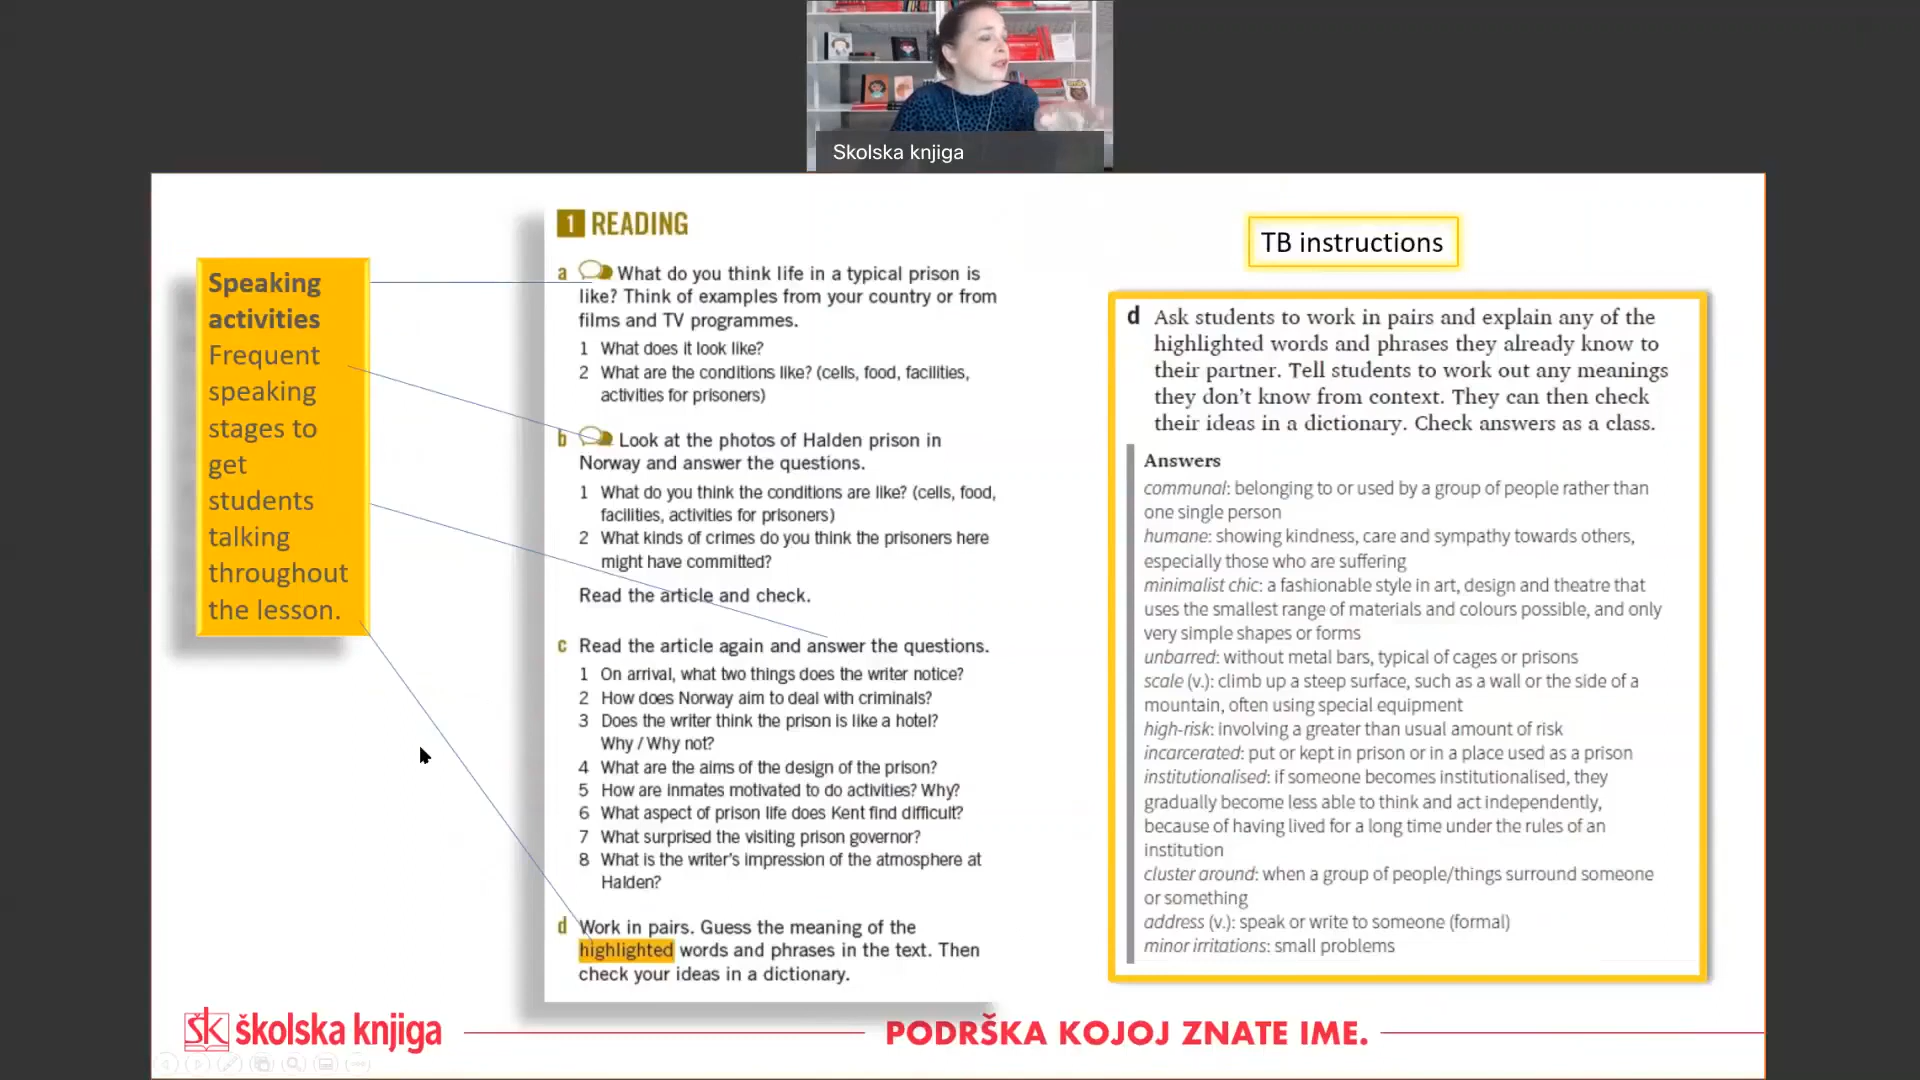 Skolska knjiga
Speaking
activities
Frequent
speaking
stages to
get
students
talking
throughout
the lesson.
1 READING
a What do you think life in a typical prison is
like? Think of examples from your country or from
films and TV programmes.
1 What does it look like?
2 What are the conditions like? (cells, food, facilities,
activities for prisoners)
b Look at the photos of Halden prison in
Norway and answer the questions.
1 What do you think the conditions are like? (cells, food,
facilities, activities for prisoners)
2 What kinds of crimes do you think the prisoners here
might have committed?
Read the article and check.
c Read the article again and answer the questions.
1 On arrival, what two things does the writer notice?
2 How does Norway aim to deal with criminals?
3 Does the writer think the prison is like a hotel?
Why / Why not?
4 What are the aims of the design of the prison?
5 How are inmates motivated to do activities? Why?
6 What aspect of prison life does Kent find difficult?
7 What surprised the visiting prison governor?
8 What is the writer's impression of the atmosphere at
Halden?
d Work in pairs. Guess the meaning of the
highlighted words and phrases in the text. Then
check your ideas in a dictionary.
TB instructions
d Ask students to work in pairs and explain any of the
highlighted words and phrases they already know to
their partner. Tell students to work out any meanings
they don't know from context. They can then check
their ideas in a dictionary. Check answers as a class.
Answers
communal: belonging to or used by a group of people rather than
one single person
humane: showing kindness, care and sympathy towards others,
especially those who are suffering
minimalist chic: a fashionable style in art, design and theatre that
uses the smallest range of materials and colours possible, and only
very simple shapes or forms
unbarred: without metal bars, typical of cages or prisons
scale (v.): climb up a steep surface, such as a wall or the side of a
mountain, often using special equipment
high-risk: involving a greater than usual amount of risk
incarcerated: put or kept in prison or in a place used as a prison
institutionalised: if someone becomes institutionalised, they
gradually become less able to think and act independently,
because of having lived for a long time under the rules of an
institution
cluster around: when a group of people/things surround someone
or something
address (v.): speak or write to someone (formal)
minor irritations: small problems
ŠK školska knjiga
PODRŠKA KOJOJ ZNATE IME.